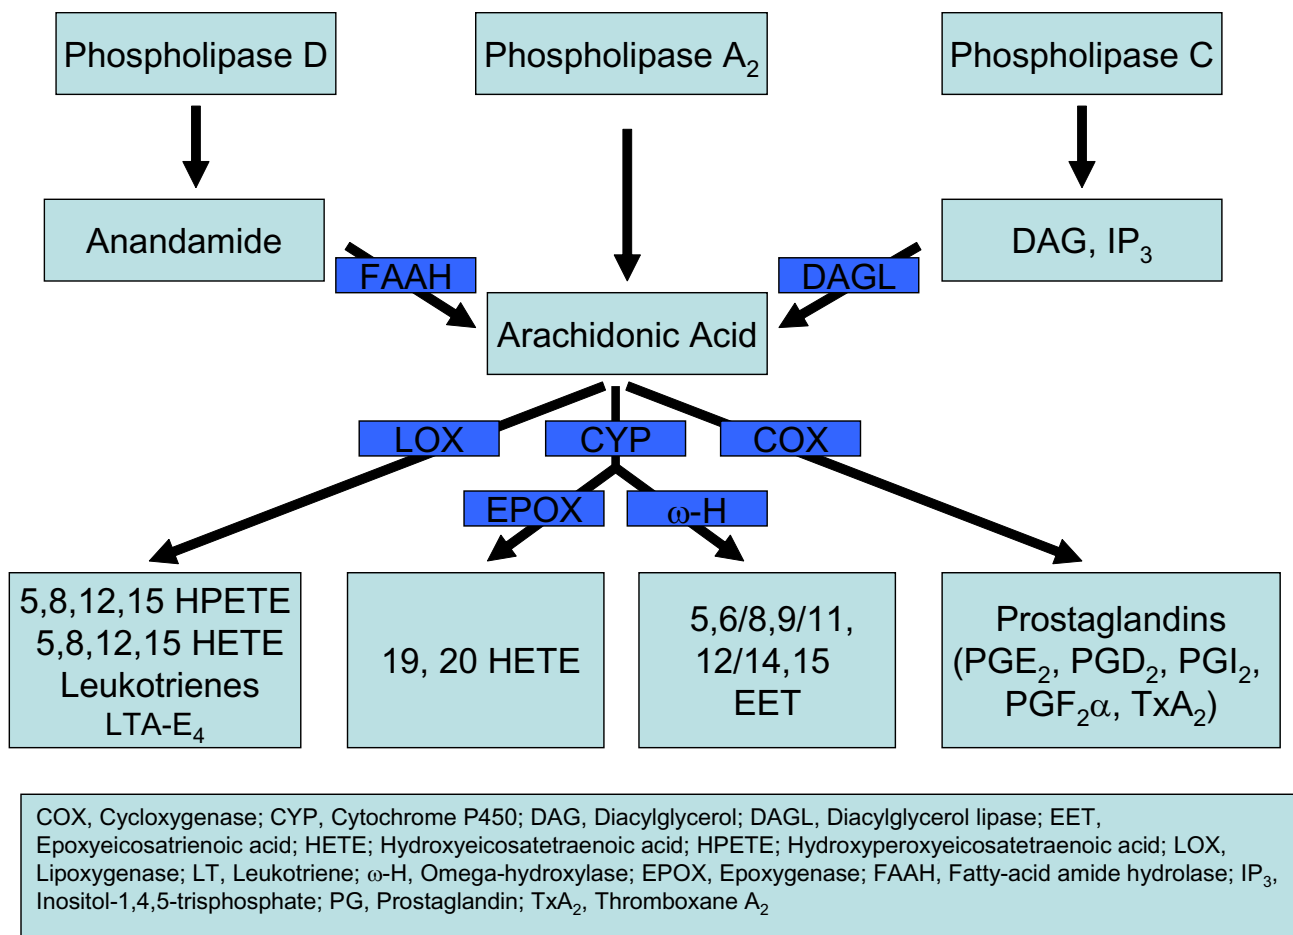 Phospholipase D
Phospholipase A₂
Phospholipase C
Anandamide
DAG, IP₃
FAAH
DAGL
Arachidonic Acid
LOX
CYP
COX
EPOX
ω-H
5,8,12,15 HPETE
5,8,12,15 HETE
Leukotrienes
LTA-E₄
19, 20 HETE
5,6/8,9/11,
12/14,15
EET
Prostaglandins
(PGE₂, PGD₂, PGI₂,
PGF₂α, TxA₂)
COX, Cycloxygenase; CYP, Cytochrome P450; DAG, Diacylglycerol; DAGL, Diacylglycerol lipase; EET,
Epoxyeicosatrienoic acid; HETE; Hydroxyeicosatetraenoic acid; HPETE; Hydroxyperoxyeicosatetraenoic acid; LOX,
Lipoxygenase; LT, Leukotriene; ω-H, Omega-hydroxylase; EPOX, Epoxygenase; FAAH, Fatty-acid amide hydrolase; IP₃,
Inositol-1,4,5-trisphosphate; PG, Prostaglandin; TxA₂, Thromboxane A₂